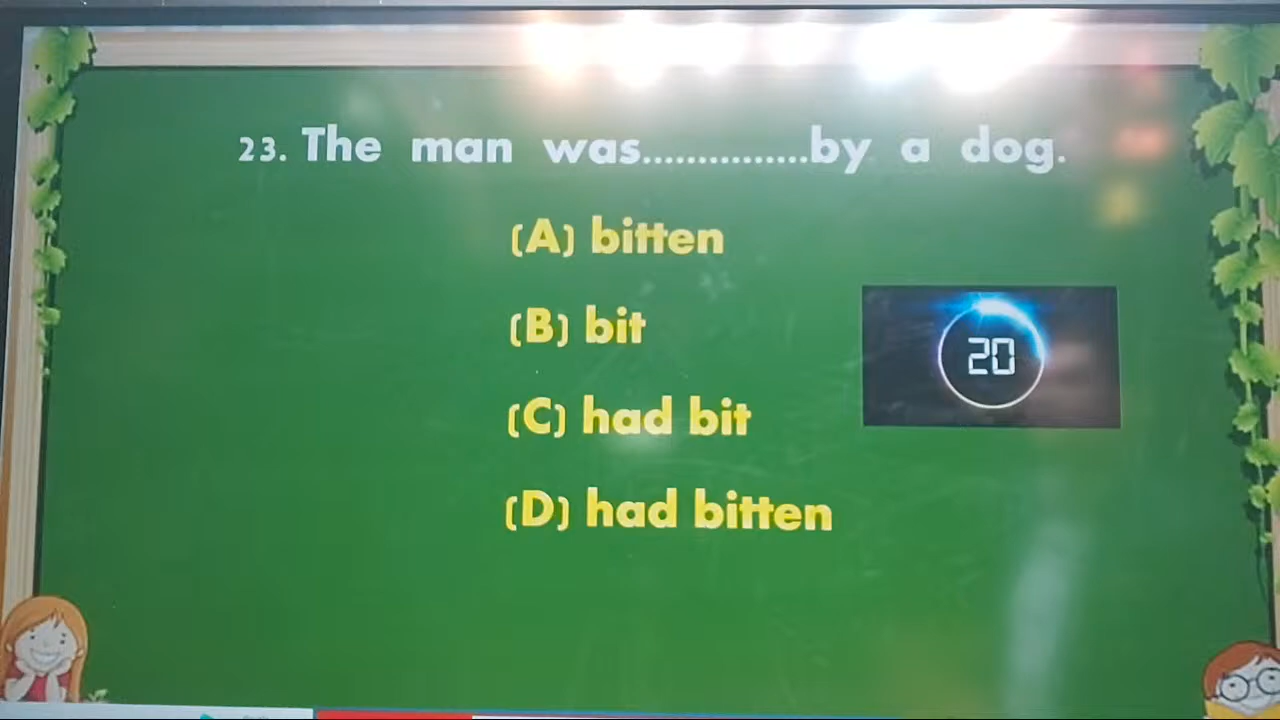 23. The man was...............by a dog.
(A) bitten
(B) bit
20
(C) had bit
(D) had bitten